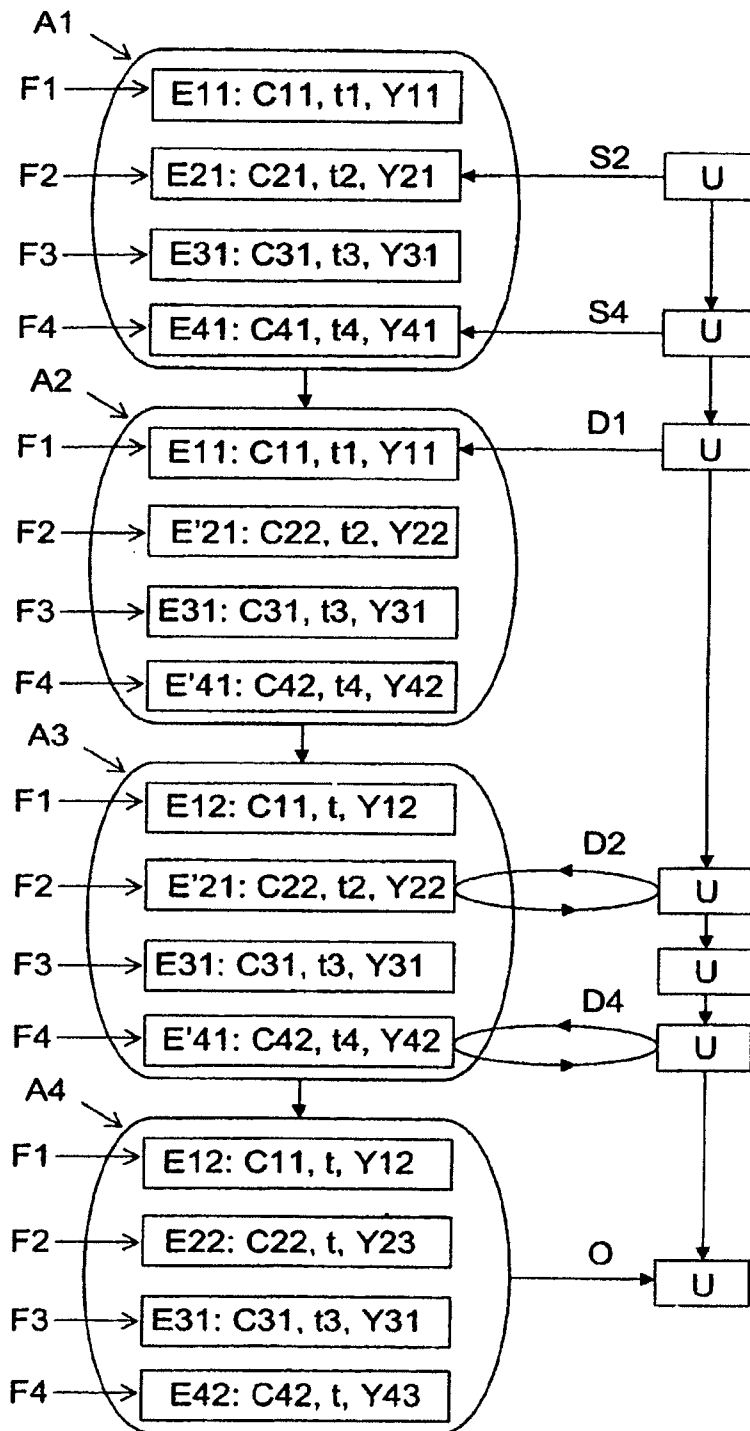 A1
F1 E11: C11, t1, Y11
F2 E21: C21, t2, Y21 S2 U
F3 E31: C31, t3, Y31
F4 E41: C41, t4, Y41 S4 U
A2
F1 E11: C11, t1, Y11 D1 U
F2 E'21: C22, t2, Y22
F3 E31: C31, t3, Y31
F4 E'41: C42, t4, Y42
A3
F1 E12: C11, t, Y12
D2
F2 E'21: C22, t2, Y22 U
F3 E31: C31, t3, Y31 U
D4
F4 E'41: C42, t4, Y42 U
A4
F1 E12: C11, t, Y12
F2 E22: C22, t, Y23
O U
F3 E31: C31, t3, Y31
F4 E42: C42, t, Y43